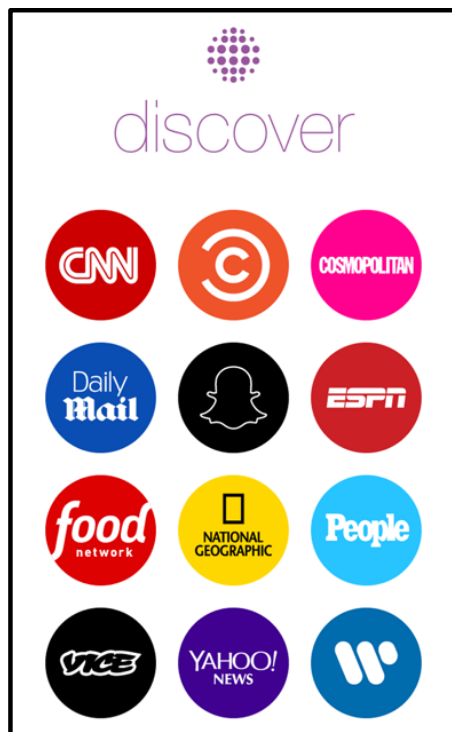 discover
CNN
C
COSMOPOLITAN
Daily
Mail
ESPN
food
network
NATIONAL
GEOGRAPHIC
People
VICE
YAHOO!
NEWS
W